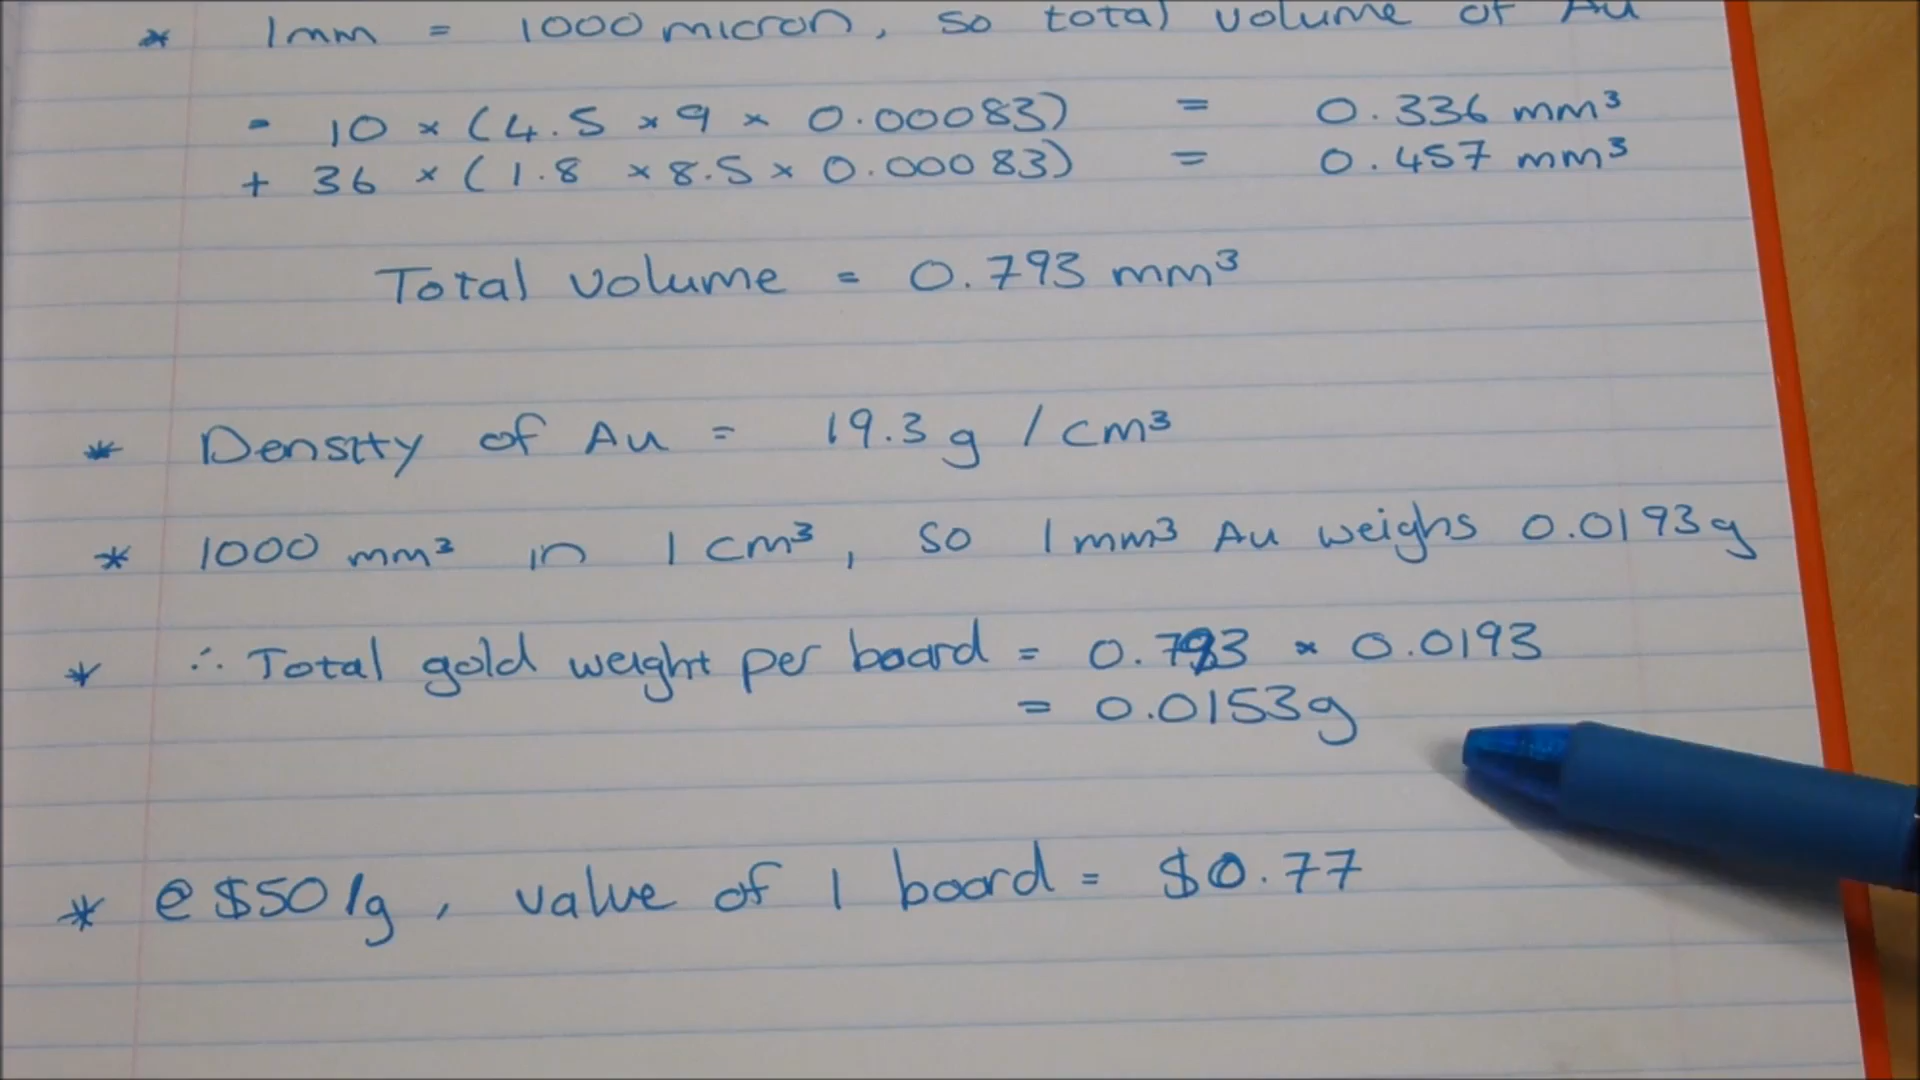 * 1mm = 1000 micron, so total volume of Au
- 10 × (4.5 × 9 × 0.00083) = 0.336 mm³
+ 36 × (1.8 × 8.5 × 0.00083) = 0.457 mm³
Total volume = 0.793 mm³
* Density of Au = 19.3g / cm³
* 1000 mm³ in 1 cm³, so 1mm³ Au weighs 0.0193g
* ∴ Total gold weight per board = 0.793 × 0.0193
= 0.0153g
* @ $50/g, value of 1 board = $0.77